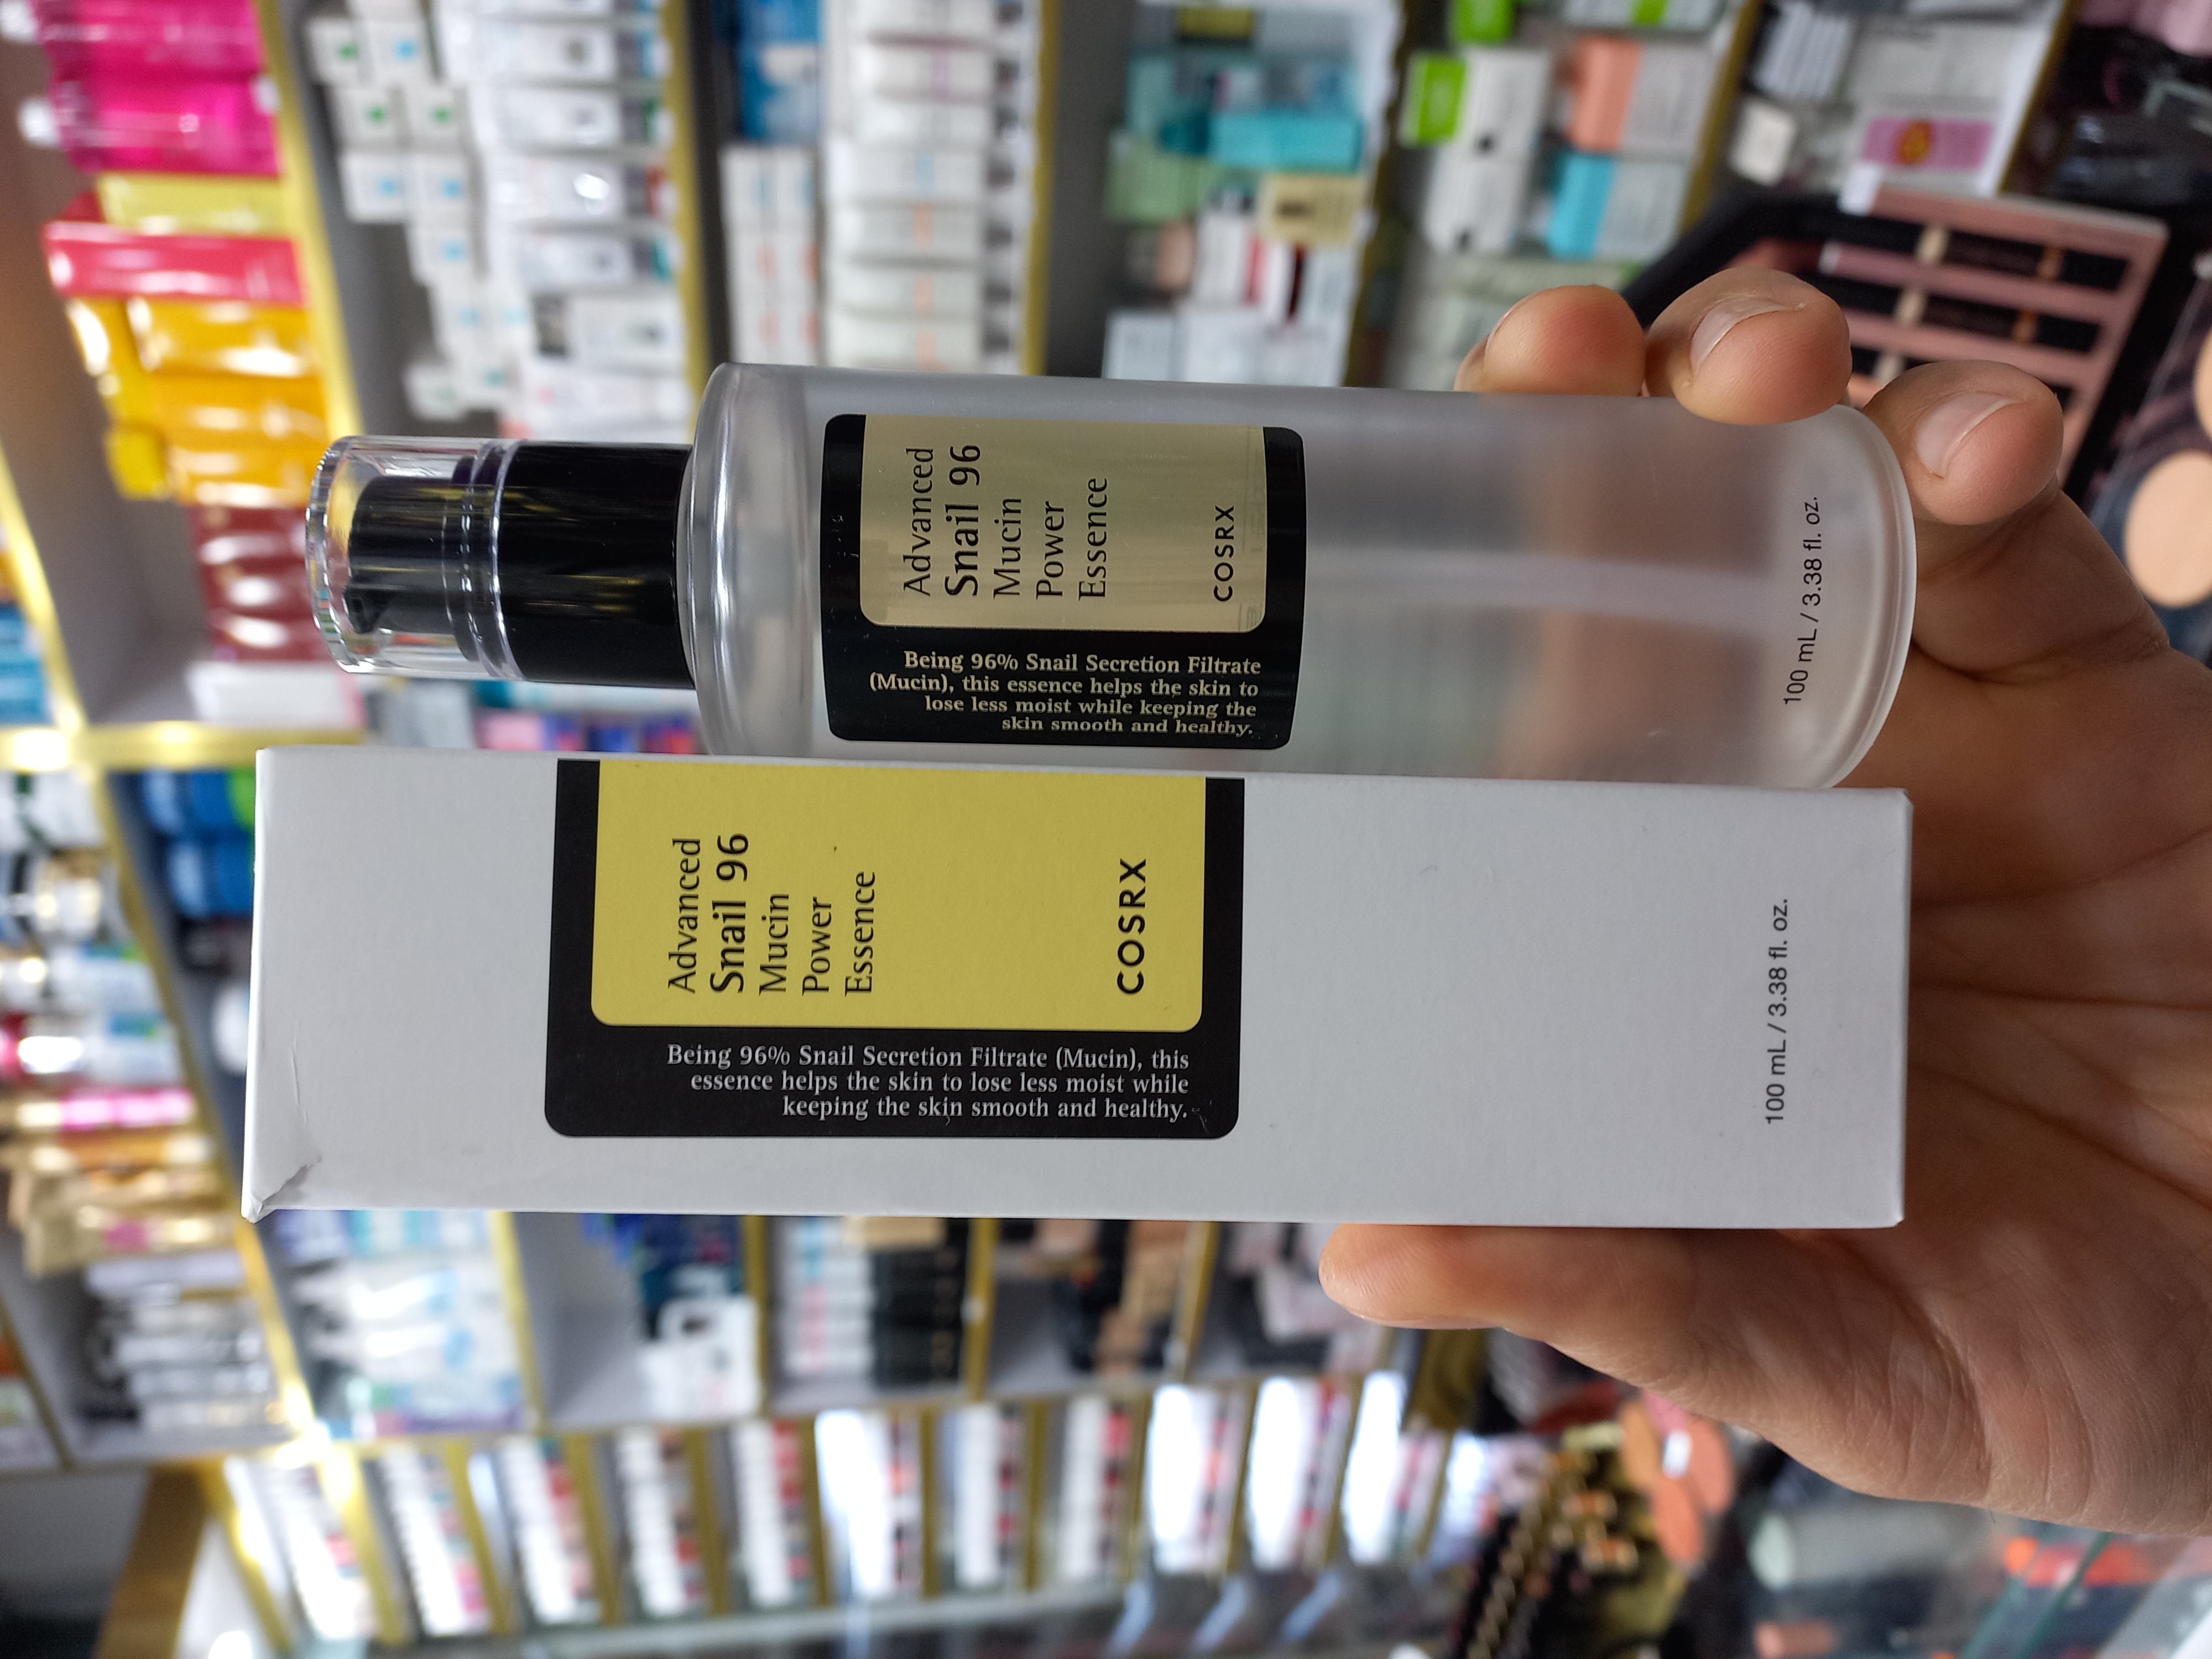 Advanced
Snail 96
Mucin
Power
Essence
COSRX
Being 96% Snail Secretion Filtrate
(Mucin), this essence helps the skin to
lose less moist while keeping the
skin smooth and healthy.
100 mL / 3.38 fl. oz.
Advanced
Snail 96
Mucin
Power
Essence
COSRX
Being 96% Snail Secretion Filtrate (Mucin), this
essence helps the skin to lose less moist while
keeping the skin smooth and healthy.
100 mL / 3.38 fl. oz.